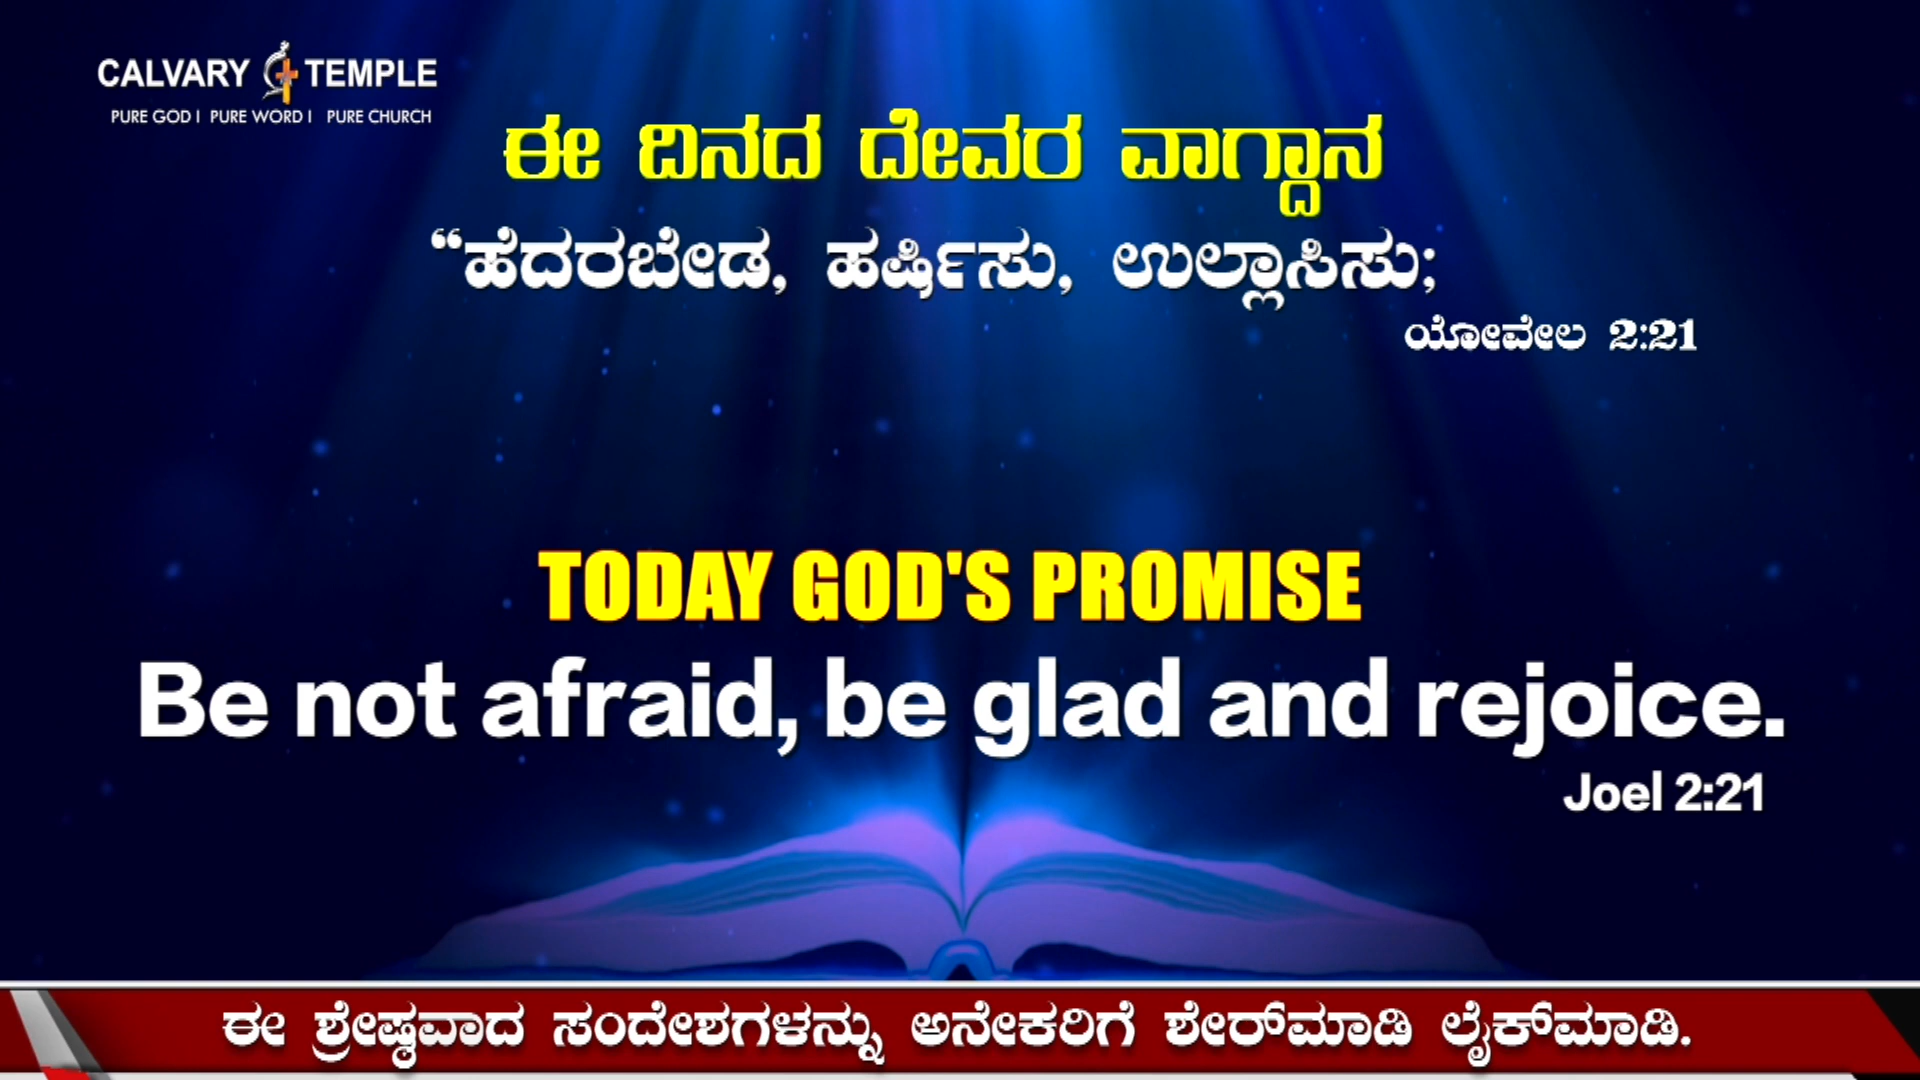 CALVARY TEMPLE
PURE GOD I PURE WORD I PURE CHURCH
ಈ ದಿನದ ದೇವರ ವಾಗ್ದಾನ
“ಹೆದರಬೇಡ, ಹರ್ಷಿಸು, ಉಲ್ಲಾಸಿಸು;
ಯೋವೇಲ 2:21
TODAY GOD'S PROMISE
Be not afraid, be glad and rejoice.
Joel 2:21
ಈ ಶ್ರೇಷ್ಠವಾದ ಸಂದೇಶಗಳನ್ನು ಅನೇಕರಿಗೆ ಶೇರ್‌ಮಾಡಿ ಲೈಕ್‌ಮಾಡಿ.